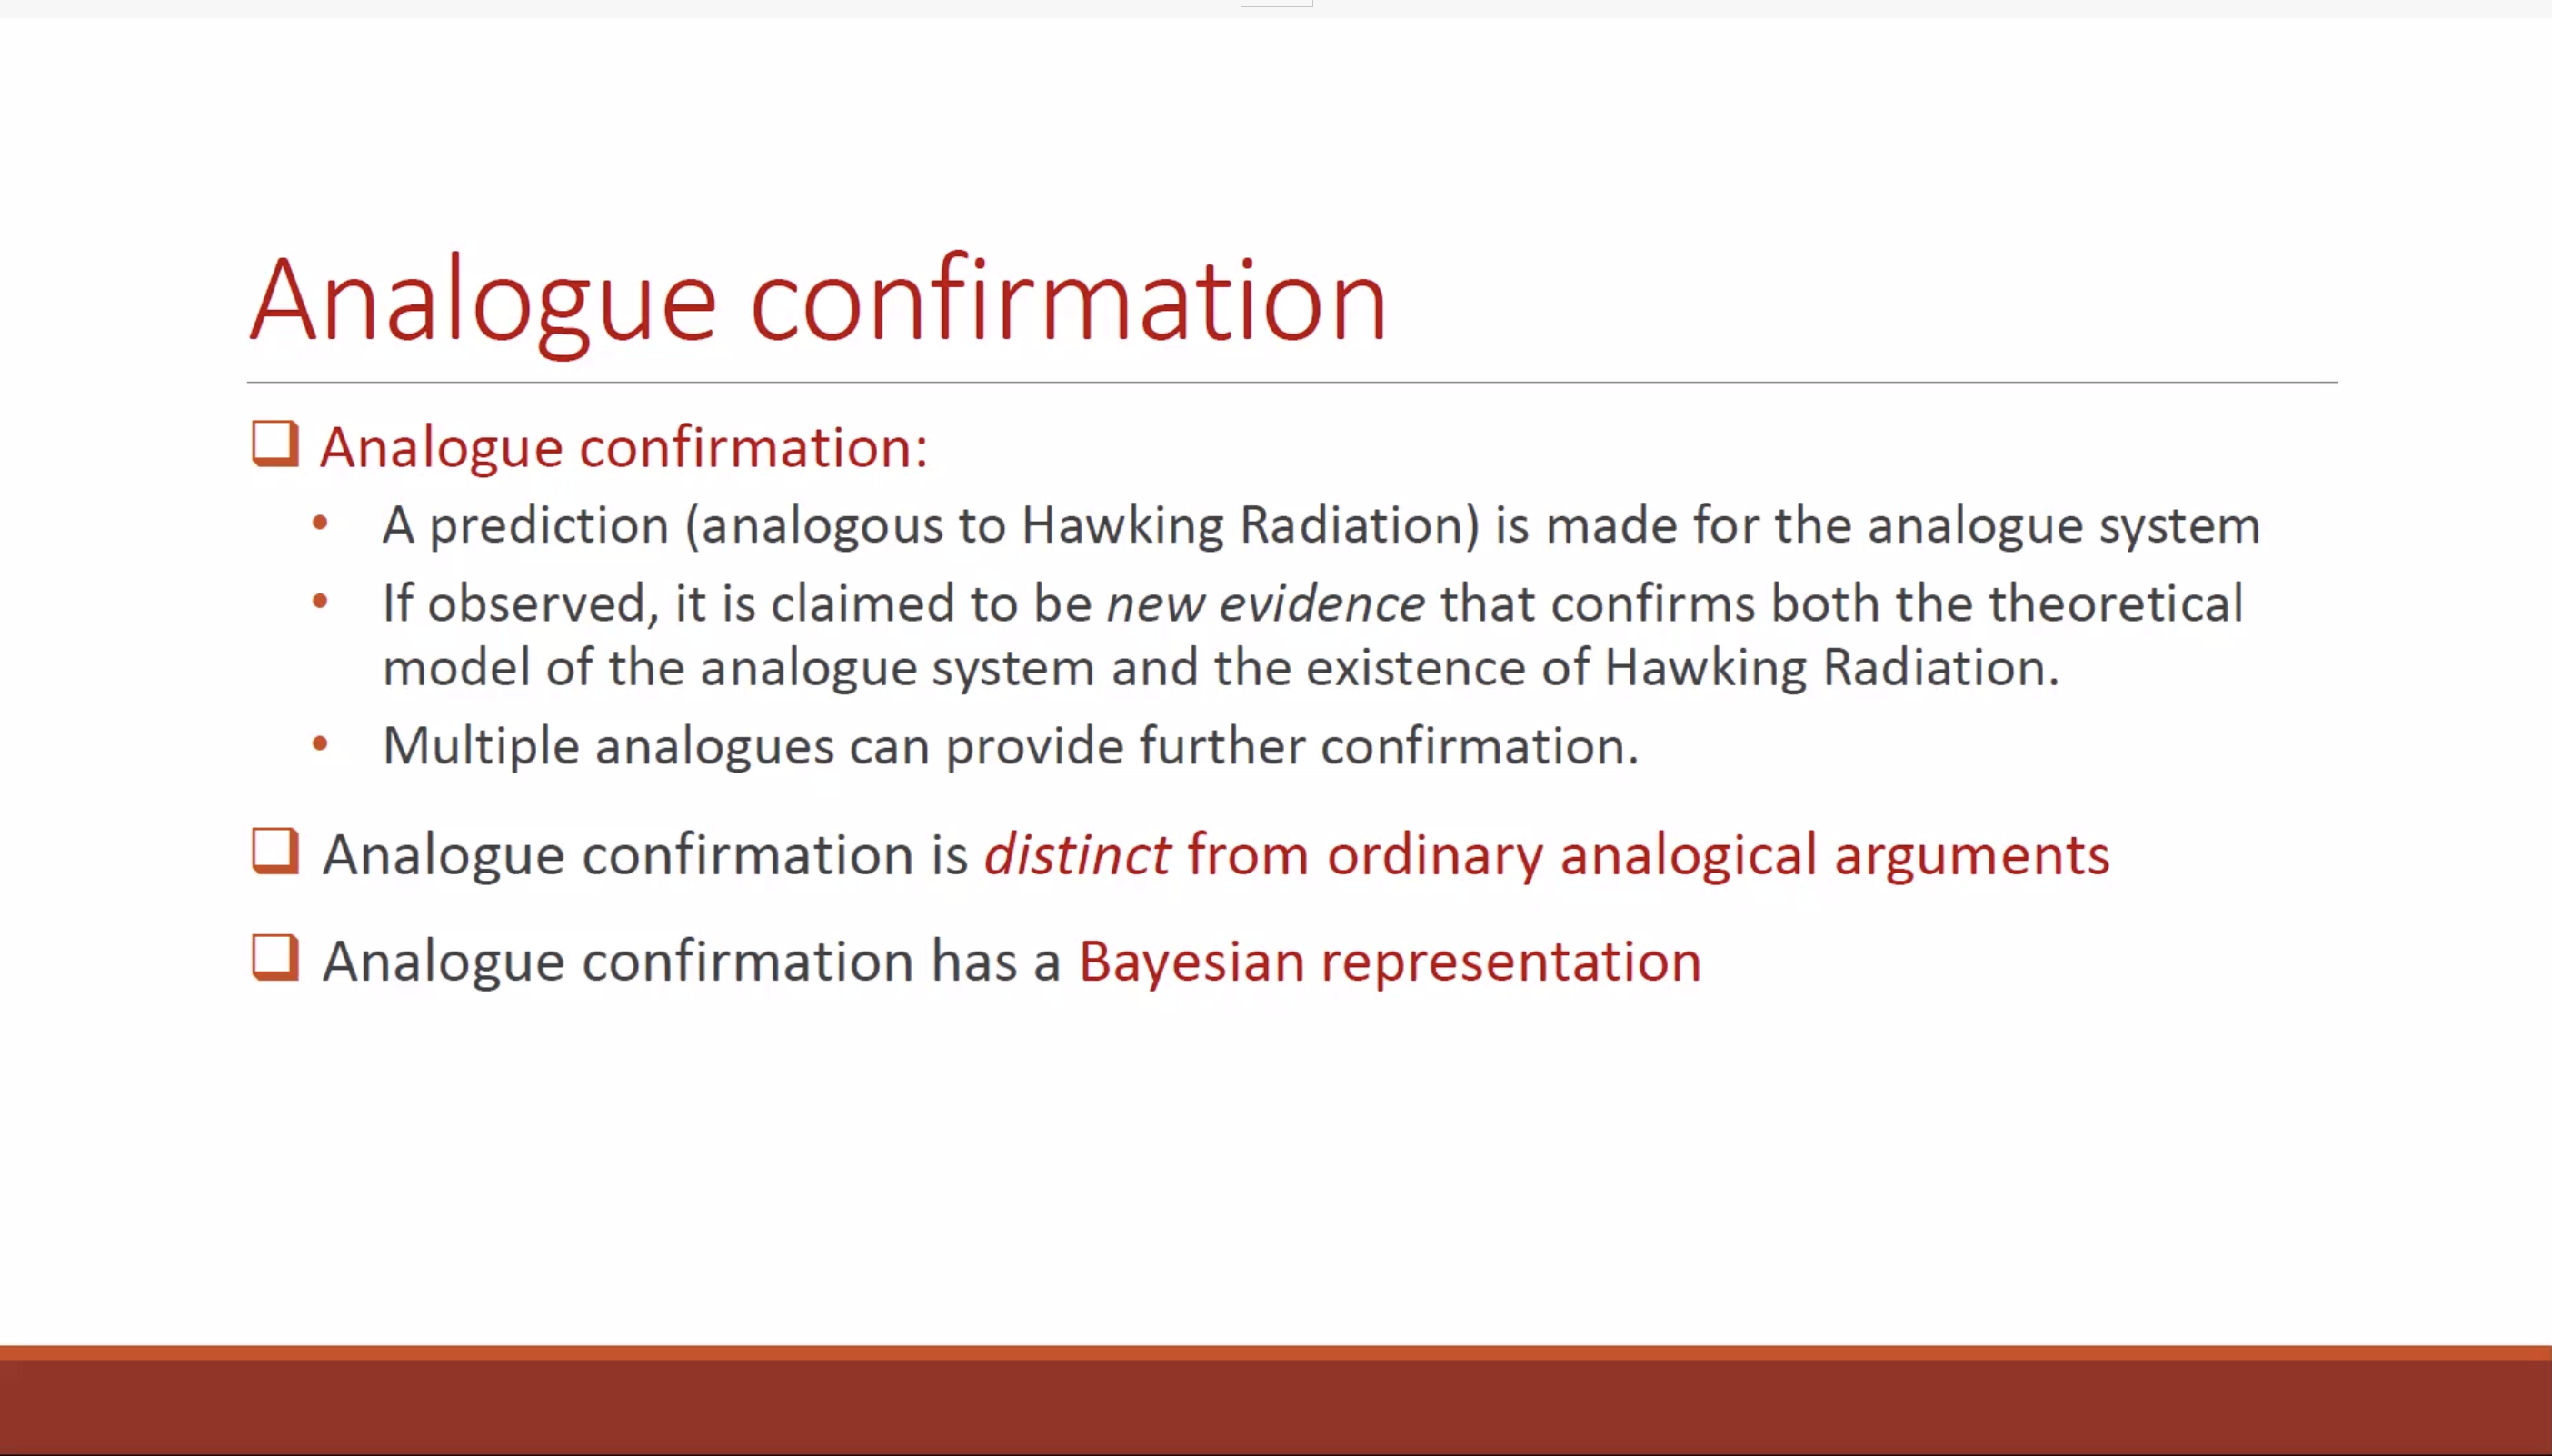 Analogue confirmation
❑ Analogue confirmation:
• A prediction (analogous to Hawking Radiation) is made for the analogue system
• If observed, it is claimed to be new evidence that confirms both the theoretical
model of the analogue system and the existence of Hawking Radiation.
• Multiple analogues can provide further confirmation.
❑ Analogue confirmation is distinct from ordinary analogical arguments
❑ Analogue confirmation has a Bayesian representation